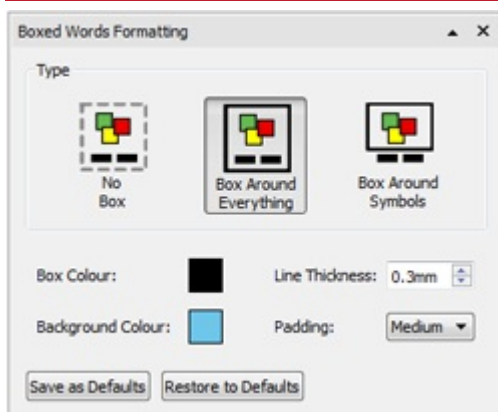 Boxed Words Formatting
Type
No
Box
Box Around
Everything
Box Around
Symbols
Box Colour:
Line Thickness: 0.3mm
Background Colour:
Padding: Medium
Save as Defaults Restore to Defaults